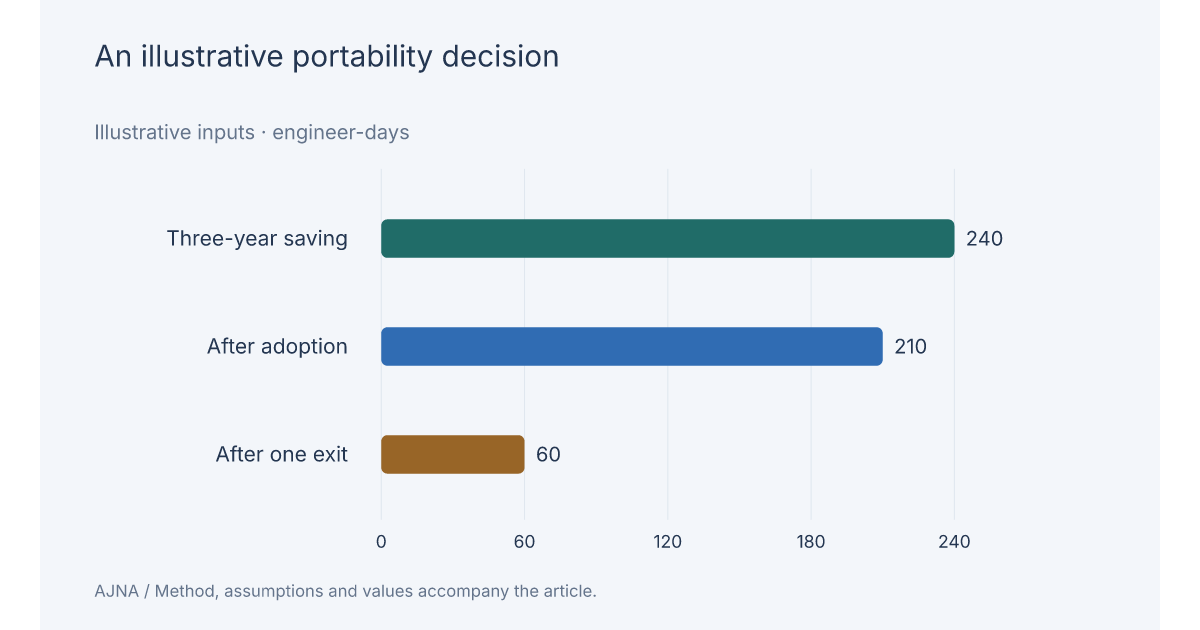 An illustrative portability decision
Illustrative inputs · engineer-days
Three-year saving 240
After adoption 210
After one exit 60
0 60 120 180 240
AJNA / Method, assumptions and values accompany the article.